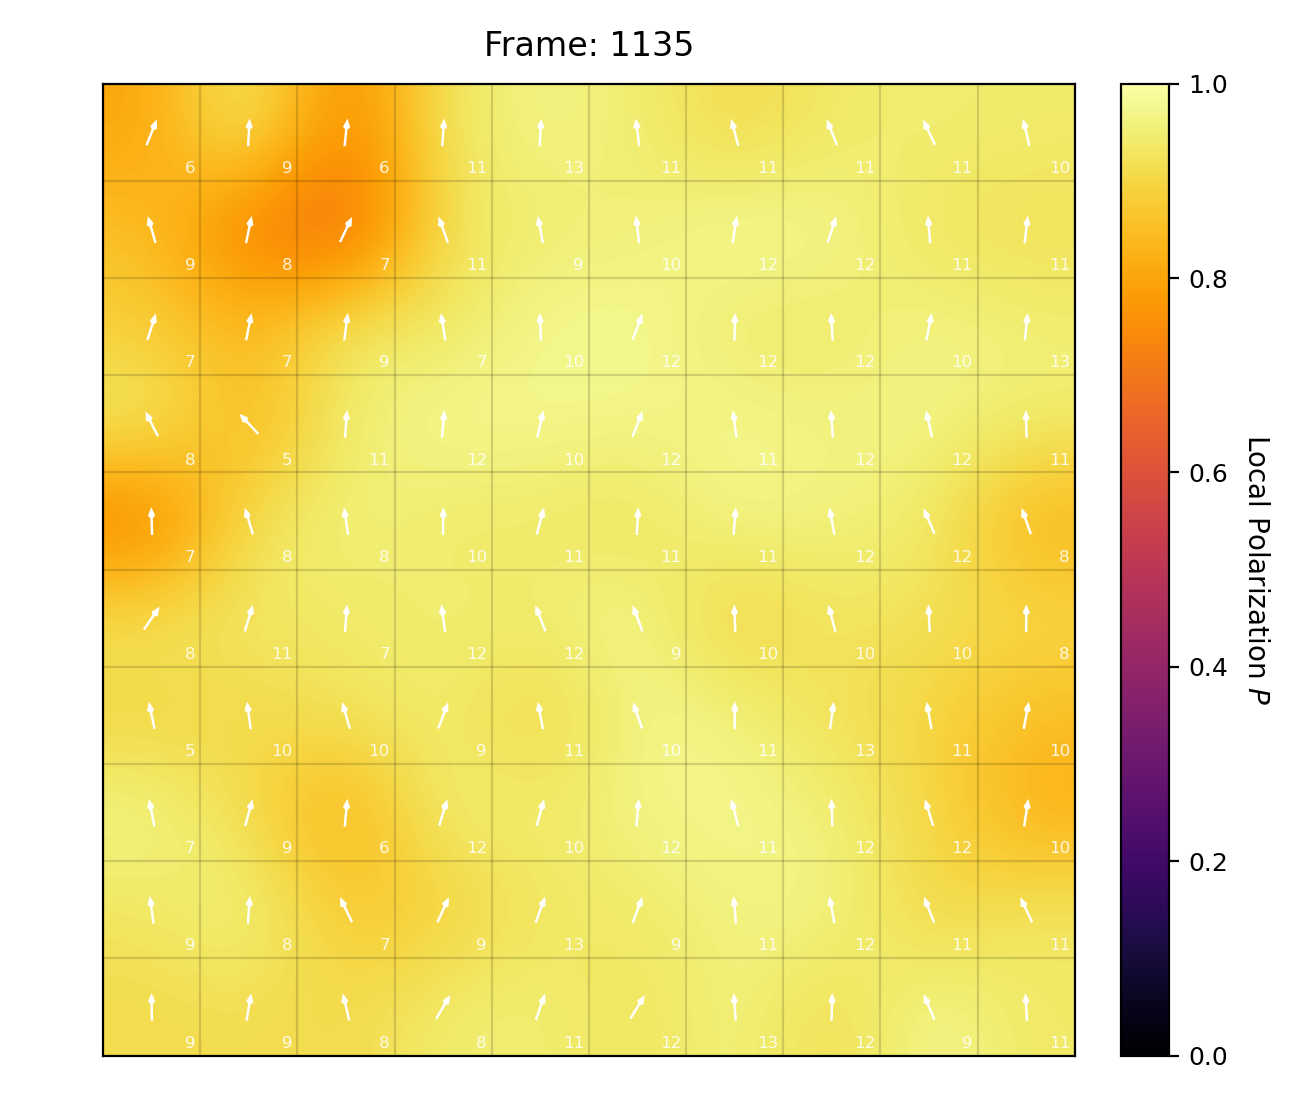 Frame: 1135
6 9 6 11 13 11 11 11 11 10
9 8 7 11 9 10 12 12 11 11
7 7 9 7 10 12 12 12 10 13
8 5 11 12 10 12 11 12 12 11
7 8 8 10 11 11 11 12 12 8
8 11 7 12 12 9 10 10 10 8
5 10 10 9 11 10 11 13 11 10
7 9 6 12 10 12 11 12 12 10
9 8 7 9 13 9 11 12 11 11
9 9 8 8 11 12 13 12 9 11
1.0
0.8
0.6
0.4
0.2
0.0
Local Polarization P